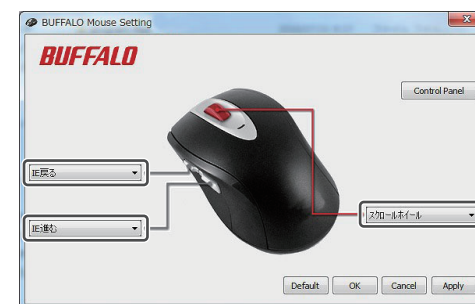 BUFFALO Mouse Setting
BUFFALO
Control Panel
IE戻る
IE進む
スクロールホイール
Default OK Cancel Apply